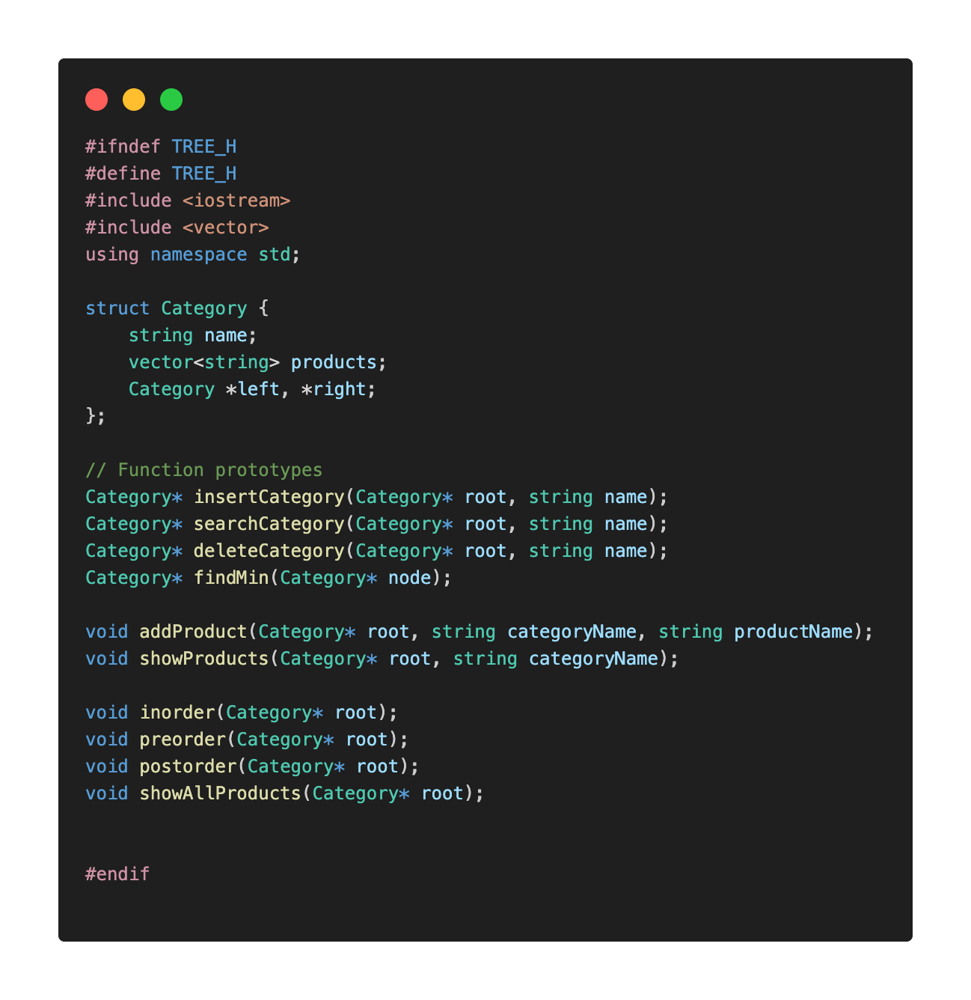 #ifndef TREE_H
#define TREE_H
#include <iostream>
#include <vector>
using namespace std;

struct Category {
    string name;
    vector<string> products;
    Category *left, *right;
};

// Function prototypes
Category* insertCategory(Category* root, string name);
Category* searchCategory(Category* root, string name);
Category* deleteCategory(Category* root, string name);
Category* findMin(Category* node);

void addProduct(Category* root, string categoryName, string productName);
void showProducts(Category* root, string categoryName);

void inorder(Category* root);
void preorder(Category* root);
void postorder(Category* root);
void showAllProducts(Category* root);


#endif